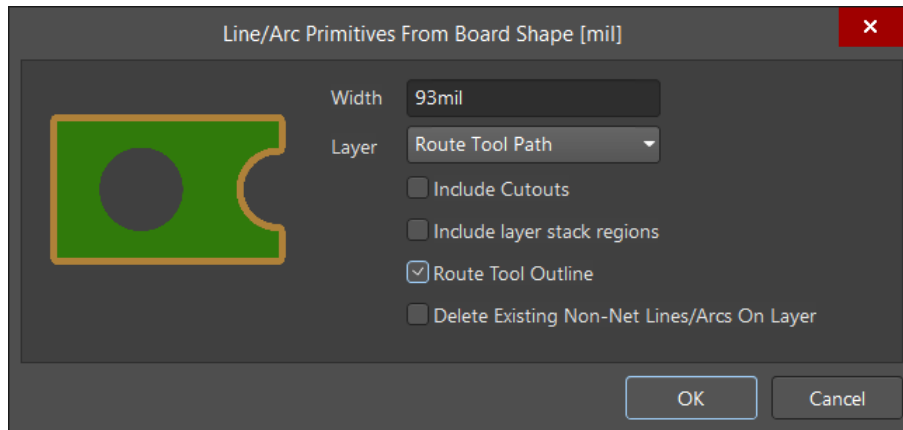 Line/Arc Primitives From Board Shape [mil]
Width 93mil
Layer Route Tool Path
Include Cutouts
Include layer stack regions
Route Tool Outline
Delete Existing Non-Net Lines/Arcs On Layer
OK Cancel